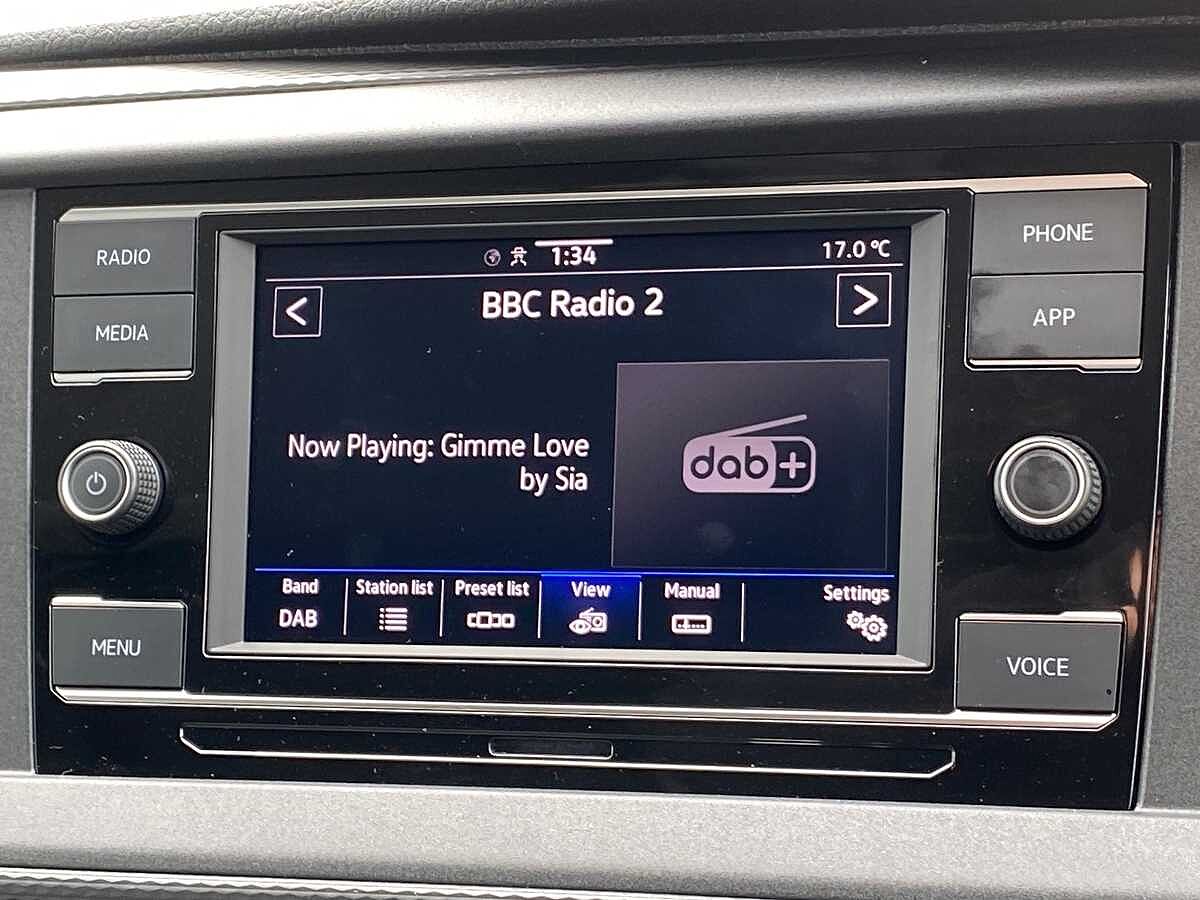 RADIO
MEDIA
MENU
1:34
17.0 °C
<
BBC Radio 2
>
Now Playing: Gimme Love
by Sia
dab+
Band
DAB
Station list
Preset list
View
Manual
Settings
PHONE
APP
VOICE